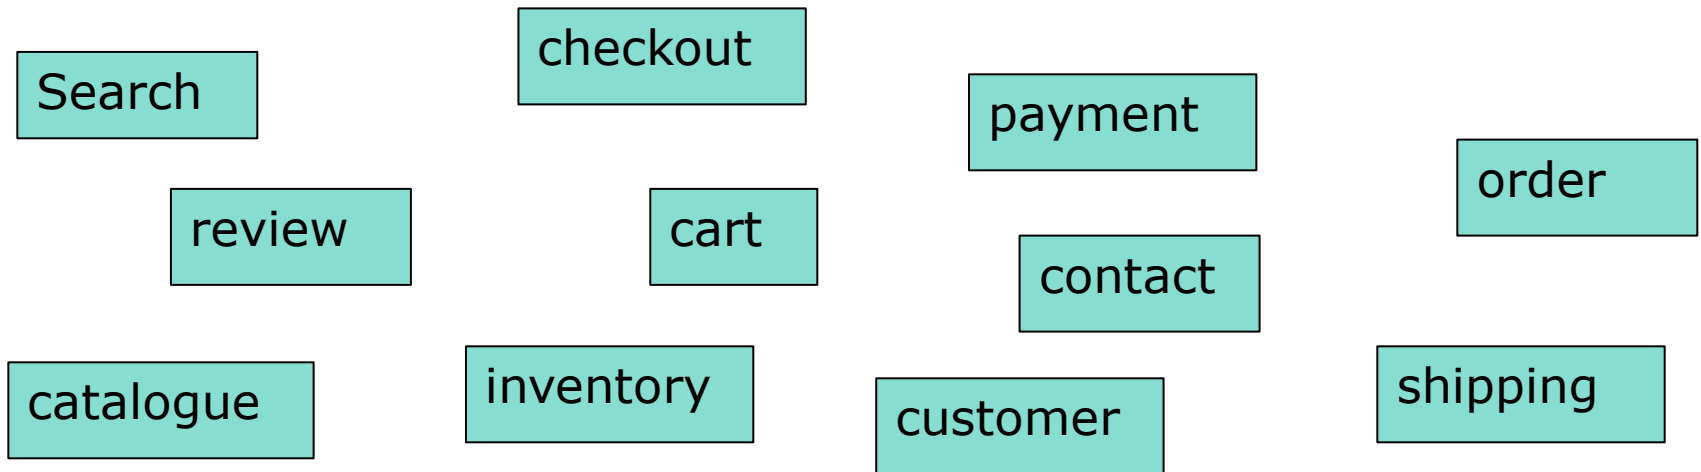 checkout
Search
payment
order
review
cart
contact
inventory
shipping
catalogue
customer